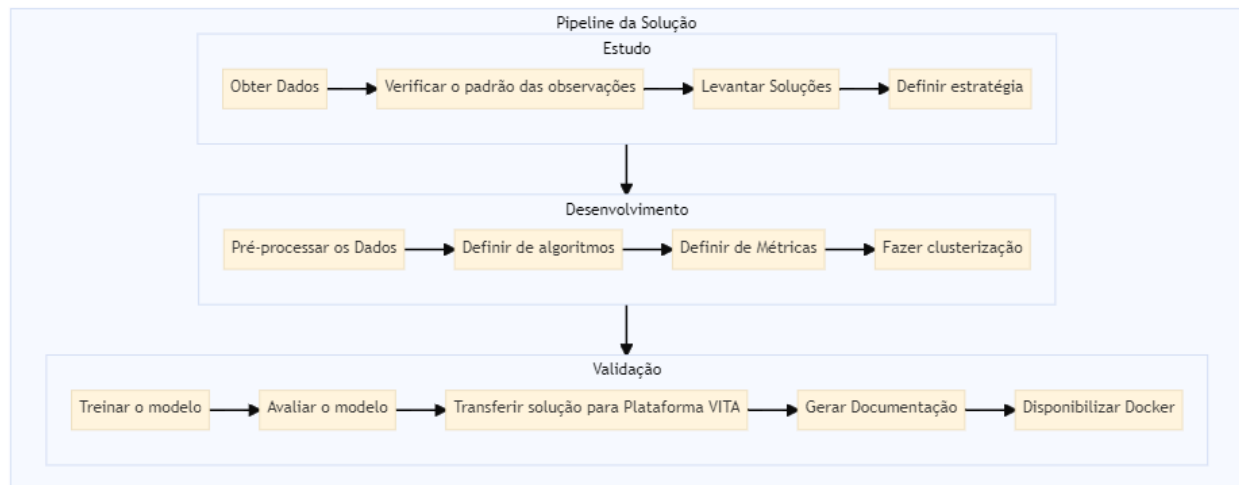 Pipeline da Solução
Estudo
Obter Dados
Verificar o padrão das observações
Levantar Soluções
Definir estratégia
Desenvolvimento
Pré-processar os Dados
Definir de algoritmos
Definir de Métricas
Fazer clusterização
Validação
Treinar o modelo
Avaliar o modelo
Transferir solução para Plataforma VITA
Gerar Documentação
Disponibilizar Docker